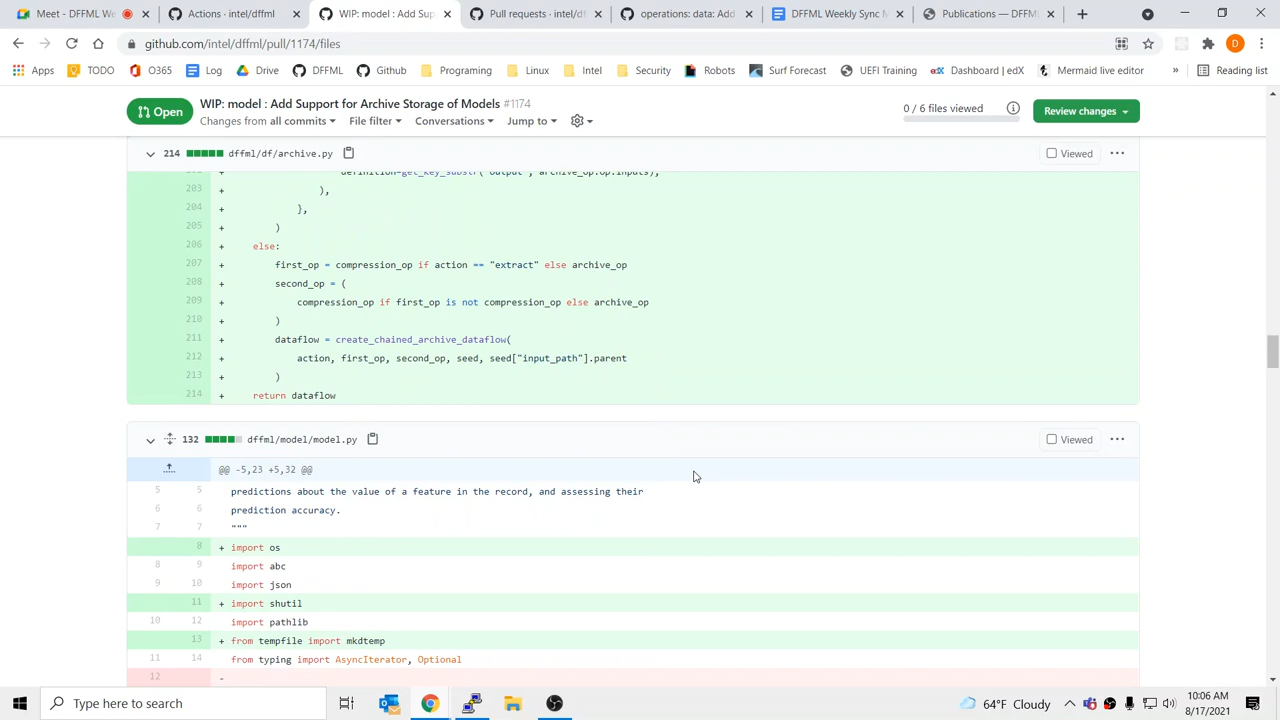 Meet - DFFML We
Actions · intel/dffml
WIP: model : Add Sup
Pull requests · intel/df
operations: data: Add
DFFML Weekly Sync M
Publications — DFFML
github.com/intel/dffml/pull/1174/files
D
Apps
TODO
O365
Log
Drive
DFFML
Github
Programing
Linux
Intel
Security
Robots
Surf Forecast
UEFI Training
edX Dashboard | edX
Mermaid live editor
»
Reading list
Open
WIP: model : Add Support for Archive Storage of Models #1174
Changes from all commits
File filter
Conversations
Jump to
0 / 6 files viewed
Review changes
214 dffml/df/archive.py
Viewed
202 + definition=get_key_substr("output", archive_op.op.inputs),
203 + ),
204 + },
205 + )
206 + else:
207 + first_op = compression_op if action == "extract" else archive_op
208 + second_op = (
209 + compression_op if first_op is not compression_op else archive_op
210 + )
211 + dataflow = create_chained_archive_dataflow(
212 + action, first_op, second_op, seed, seed["input_path"].parent
213 + )
214 + return dataflow
132 dffml/model/model.py
Viewed
@@ -5,23 +5,32 @@
5 5 predictions about the value of a feature in the record, and assessing their
6 6 prediction accuracy.
7 7 """
8 + import os
8 9 import abc
9 10 import json
11 + import shutil
10 12 import pathlib
13 + from tempfile import mkdtemp
11 14 from typing import AsyncIterator, Optional
12 -
Type here to search
64°F Cloudy
10:06 AM
8/17/2021